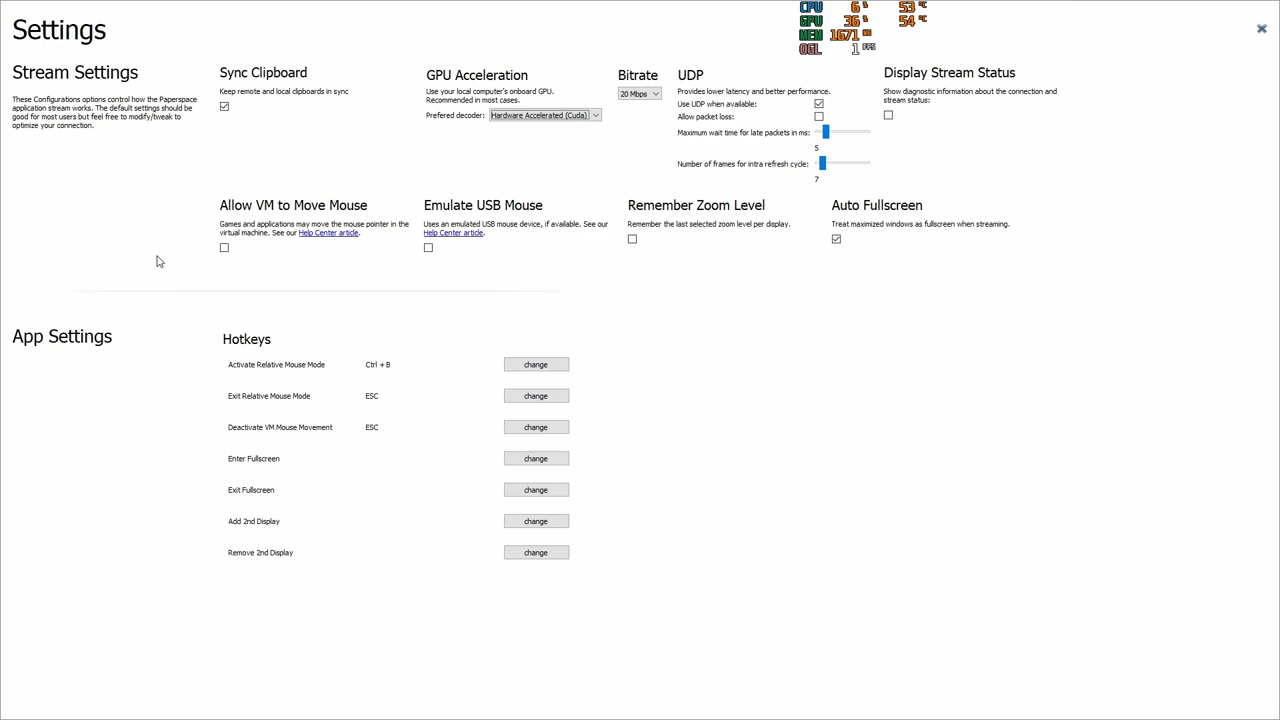 Settings
CPU 6 % 53 °C
GPU 36 % 54 °C
MEM 1671 MB
OGL 1 FPS
Stream Settings
These Configurations options control how the Paperspace
application stream works. The default settings should be
good for most users but feel free to modify/tweak to
optimize your connection.
Sync Clipboard
Keep remote and local clipboards in sync
GPU Acceleration
Use your local computer's onboard GPU.
Recommended in most cases.
Prefered decoder: Hardware Accelerated (Cuda)
Bitrate
20 Mbps
UDP
Provides lower latency and better performance.
Use UDP when available:
Allow packet loss:
Maximum wait time for late packets in ms:
5
Number of frames for intra refresh cycle:
7
Display Stream Status
Show diagnostic information about the connection and
stream status:
Allow VM to Move Mouse
Games and applications may move the mouse pointer in the
virtual machine. See our Help Center article.
Emulate USB Mouse
Uses an emulated USB mouse device, if available. See our
Help Center article.
Remember Zoom Level
Remember the last selected zoom level per display.
Auto Fullscreen
Treat maximized windows as fullscreen when streaming.
App Settings
Hotkeys
Activate Relative Mouse Mode Ctrl + B change
Exit Relative Mouse Mode ESC change
Deactivate VM Mouse Movement ESC change
Enter Fullscreen change
Exit Fullscreen change
Add 2nd Display change
Remove 2nd Display change